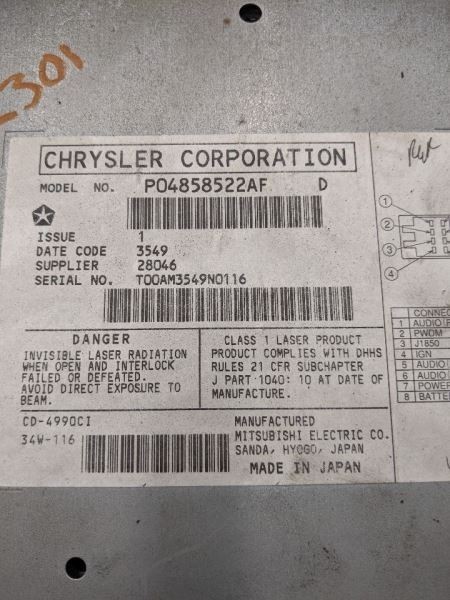 301
CHRYSLER CORPORATION
MODEL NO. P04858522AF D
ISSUE 1
DATE CODE 3549
SUPPLIER 28046
SERIAL NO. T00AM3549N0116
DANGER
INVISIBLE LASER RADIATION
WHEN OPEN AND INTERLOCK
FAILED OR DEFEATED.
AVOID DIRECT EXPOSURE TO
BEAM.
CLASS 1 LASER PRODUCT
PRODUCT COMPLIES WITH DHHS
RULES 21 CFR SUBCHAPTER
J PART 1040: 10 AT DATE OF
MANUFACTURE.
CD-4990CI
34W-116
MANUFACTURED
MITSUBISHI ELECTRIC CO.
SANDA, HYOGO, JAPAN
MADE IN JAPAN
1
2
3
4
CONNEC
1 AUDIO(
2 PWDM
3 J1850
4 IGN
5 AUDIO
6 AUDIO
7 POWER
8 BATTE